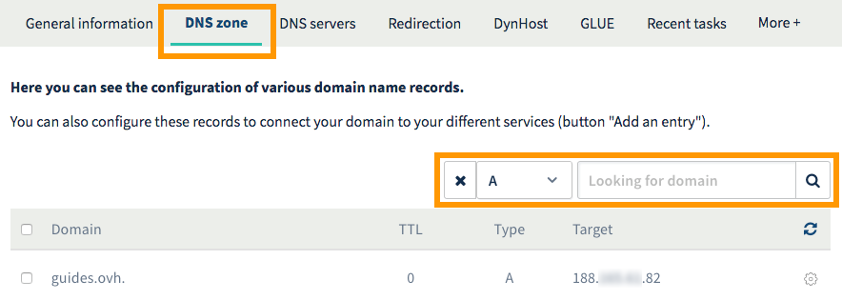 General information DNS zone DNS servers Redirection DynHost GLUE Recent tasks More +
Here you can see the configuration of various domain name records.
You can also configure these records to connect your domain to your different services (button "Add an entry").
A Looking for domain
Domain TTL Type Target
guides.ovh. 0 A 188. .82